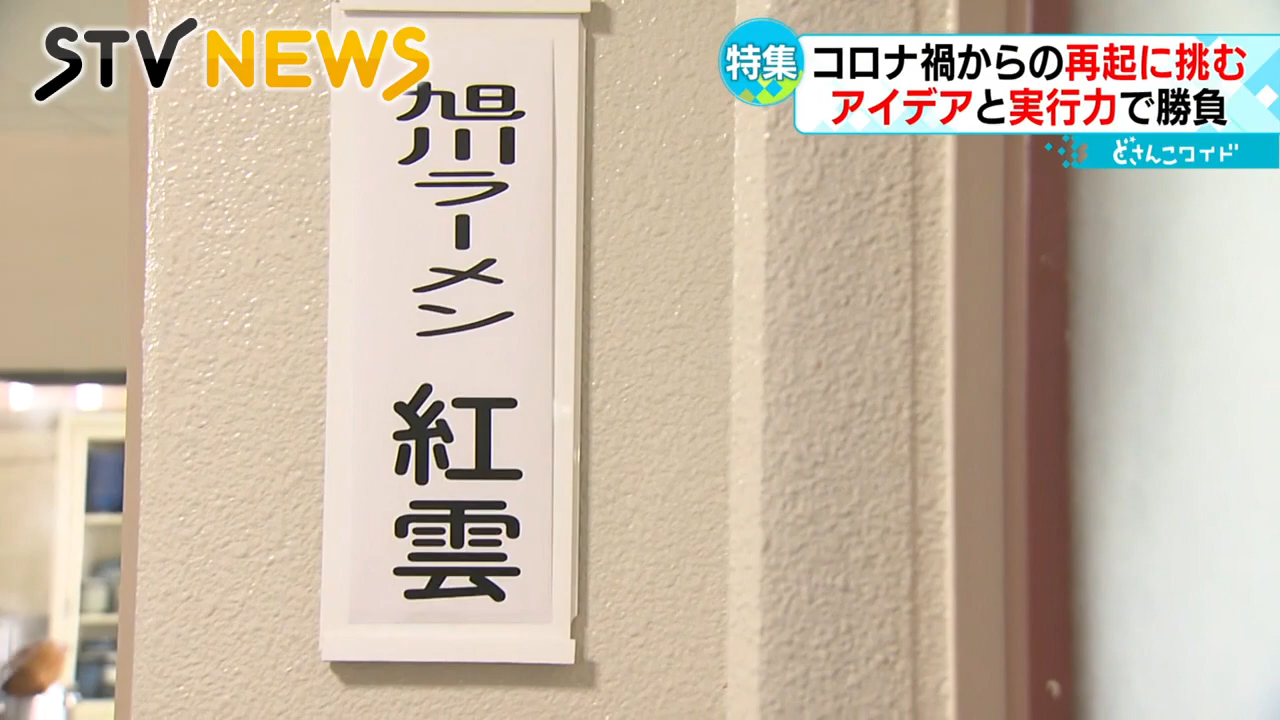 STV NEWS
特集
コロナ禍からの再起に挑む
アイデアと実行力で勝負
どさんこワイド
旭川ラーメン 紅雲